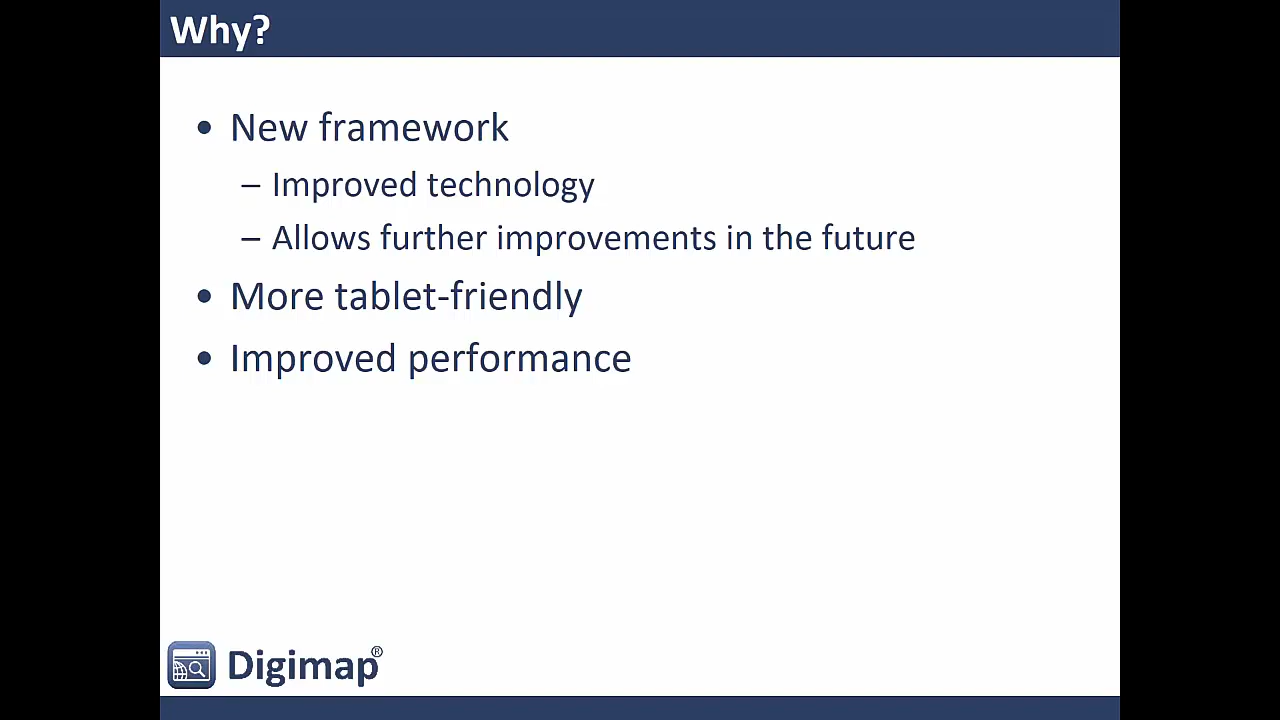 Why?
• New framework
– Improved technology
– Allows further improvements in the future
• More tablet-friendly
• Improved performance
Digimap®